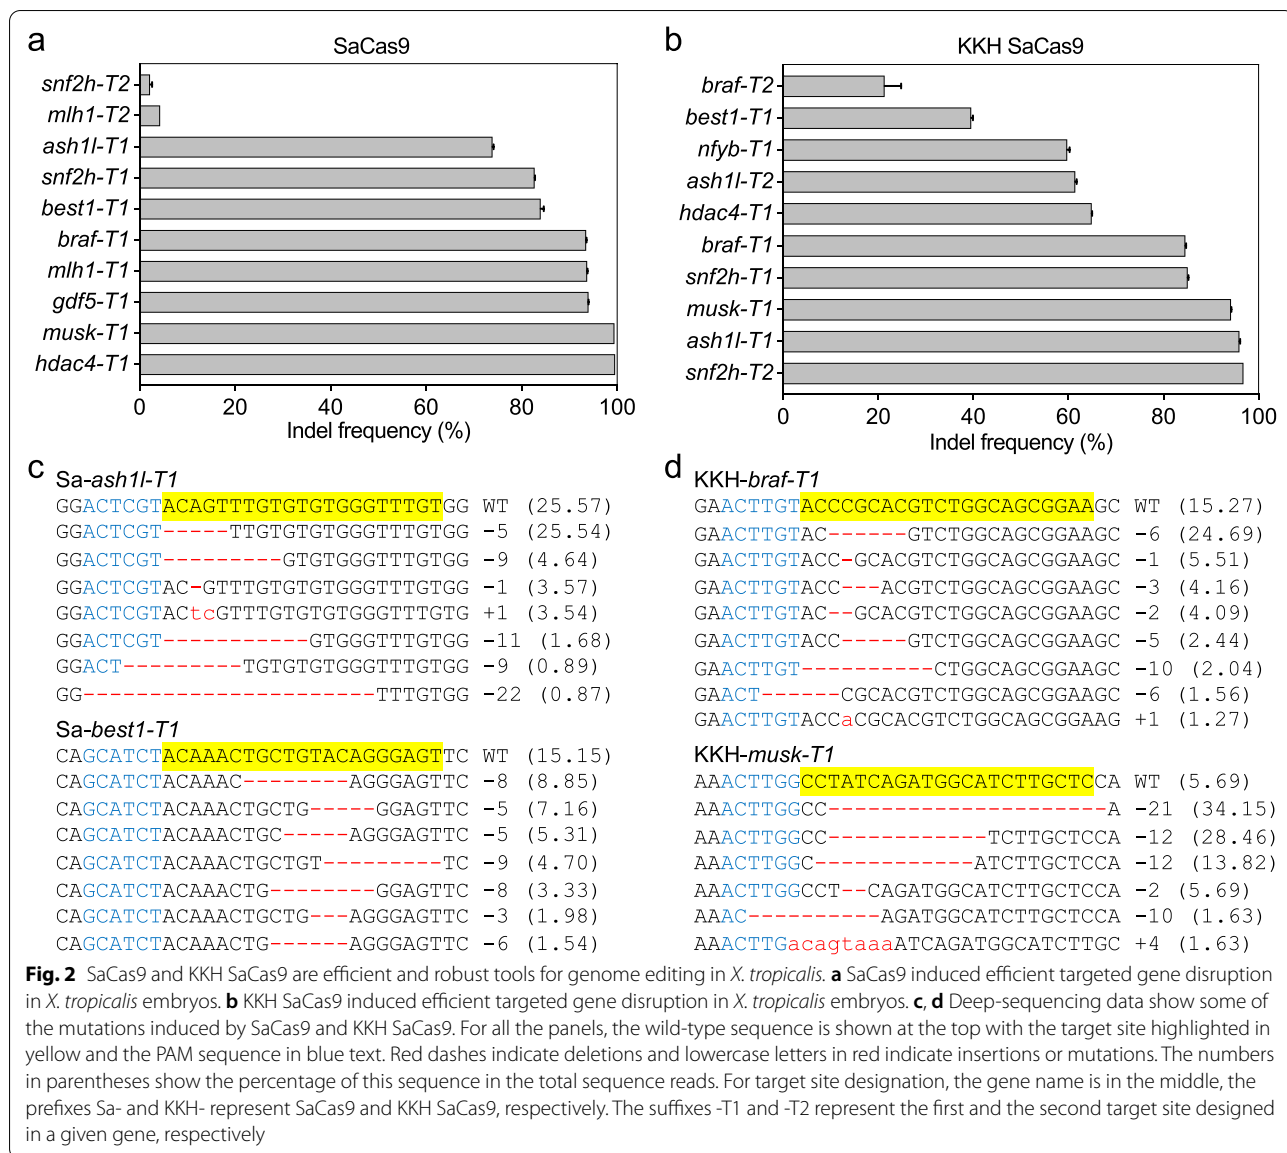 a
SaCas9
snf2h-T2
mlh1-T2
ash1l-T1
snf2h-T1
best1-T1
braf-T1
mlh1-T1
gdf5-T1
musk-T1
hdac4-T1
0 20 40 60 80 100
Indel frequency (%)
b
KKH SaCas9
braf-T2
best1-T1
nfyb-T1
ash1l-T2
hdac4-T1
braf-T1
snf2h-T1
musk-T1
ash1l-T1
snf2h-T2
0 20 40 60 80 100
Indel frequency (%)
c
Sa-ash1l-T1
GGACTCGTACAGTTTGTGTGTGGGTTTGTGG WT (25.57)
GGACTCGT-----TTGTGTGTGGGTTTGTGG -5 (25.54)
GGACTCGT---------GTGTGGGTTTGTGG -9 (4.64)
GGACTCGTAC-GTTTGTGTGTGGGTTTGTGG -1 (3.57)
GGACTCGTACtcGTTTGTGTGTGGGTTTGTG +1 (3.54)
GGACTCGT-----------GTGGGTTTGTGG -11 (1.68)
GGACT---------TGTGTGTGGGTTTGTGG -9 (0.89)
GG----------------------TTTGTGG -22 (0.87)
Sa-best1-T1
CAGCATCTACAAACTGCTGTACAGGGAGTTC WT (15.15)
CAGCATCTACAAAC--------AGGGAGTTC -8 (8.85)
CAGCATCTACAAACTGCTG-----GGAGTTC -5 (7.16)
CAGCATCTACAAACTGC-----AGGGAGTTC -5 (5.31)
CAGCATCTACAAACTGCTGT---------TC -9 (4.70)
CAGCATCTACAAACTG--------GGAGTTC -8 (3.33)
CAGCATCTACAAACTGCTG---AGGGAGTTC -3 (1.98)
CAGCATCTACAAACTG------AGGGAGTTC -6 (1.54)
d
KKH-braf-T1
GAACTTGTACCCGCACGTCTGGCAGCGGAAGC WT (15.27)
GAACTTGTAC------GTCTGGCAGCGGAAGC -6 (24.69)
GAACTTGTACC-GCACGTCTGGCAGCGGAAGC -1 (5.51)
GAACTTGTACC---ACGTCTGGCAGCGGAAGC -3 (4.16)
GAACTTGTAC--GCACGTCTGGCAGCGGAAGC -2 (4.09)
GAACTTGTACC-----GTCTGGCAGCGGAAGC -5 (2.44)
GAACTTGT----------CTGGCAGCGGAAGC -10 (2.04)
GAACT------CGCACGTCTGGCAGCGGAAGC -6 (1.56)
GAACTTGTACCaCGCACGTCTGGCAGCGGAAG +1 (1.27)
KKH-musk-T1
AAACTTGGCCTATCAGATGGCATCTTGCTCCA WT (5.69)
AAACTTGGCC---------------------A -21 (34.15)
AAACTTGGCC------------TCTTGCTCCA -12 (28.46)
AAACTTGGC------------ATCTTGCTCCA -12 (13.82)
AAACTTGGCCT--CAGATGGCATCTTGCTCCA -2 (5.69)
AAAC----------AGATGGCATCTTGCTCCA -10 (1.63)
AAACTTGacagtaaaATCAGATGGCATCTTGC +4 (1.63)
Fig. 2 SaCas9 and KKH SaCas9 are efficient and robust tools for genome editing in X. tropicalis. a SaCas9 induced efficient targeted gene disruption
in X. tropicalis embryos. b KKH SaCas9 induced efficient targeted gene disruption in X. tropicalis embryos. c, d Deep-sequencing data show some of
the mutations induced by SaCas9 and KKH SaCas9. For all the panels, the wild-type sequence is shown at the top with the target site highlighted in
yellow and the PAM sequence in blue text. Red dashes indicate deletions and lowercase letters in red indicate insertions or mutations. The numbers
in parentheses show the percentage of this sequence in the total sequence reads. For target site designation, the gene name is in the middle, the
prefixes Sa- and KKH- represent SaCas9 and KKH SaCas9, respectively. The suffixes -T1 and -T2 represent the first and the second target site designed
in a given gene, respectively